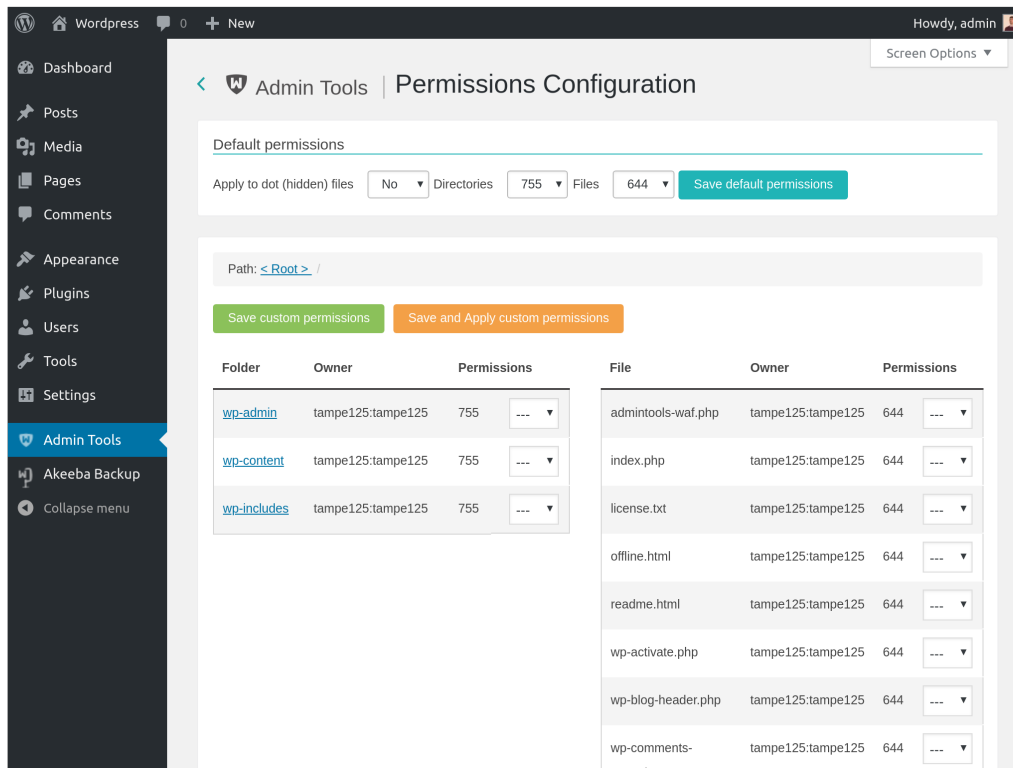 Wordpress 0 New Howdy, admin
Screen Options ▼
Dashboard
Posts
Media
Pages
Comments
Appearance
Plugins
Users
Tools
Settings
Admin Tools
Akeeba Backup
Collapse menu
Admin Tools | Permissions Configuration
Default permissions
Apply to dot (hidden) files No ▼ Directories 755 ▼ Files 644 ▼ Save default permissions
Path: < Root > /
Save custom permissions Save and Apply custom permissions
Folder Owner Permissions
wp-admin tampe125:tampe125 755 --- ▼
wp-content tampe125:tampe125 755 --- ▼
wp-includes tampe125:tampe125 755 --- ▼
File Owner Permissions
admintools-waf.php tampe125:tampe125 644 --- ▼
index.php tampe125:tampe125 644 --- ▼
license.txt tampe125:tampe125 644 --- ▼
offline.html tampe125:tampe125 644 --- ▼
readme.html tampe125:tampe125 644 --- ▼
wp-activate.php tampe125:tampe125 644 --- ▼
wp-blog-header.php tampe125:tampe125 644 --- ▼
wp-comments- tampe125:tampe125 644 --- ▼